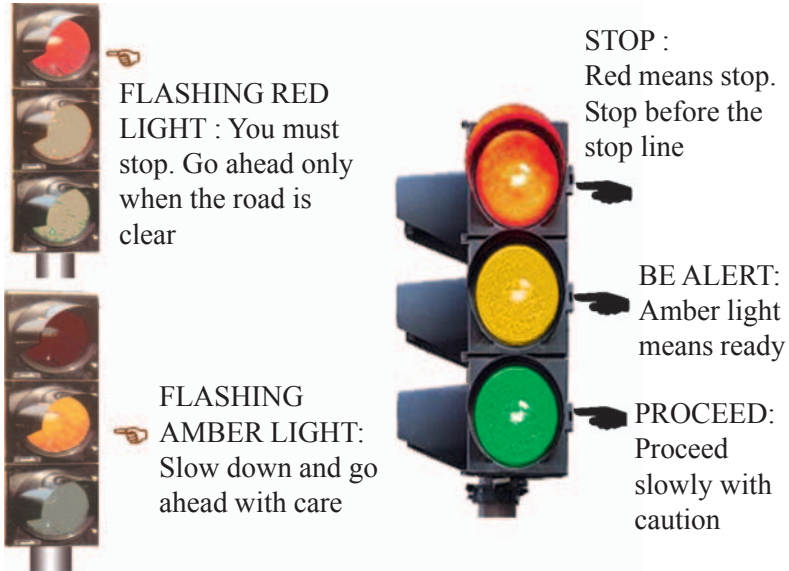 FLASHING RED
LIGHT : You must
stop. Go ahead only
when the road is
clear
FLASHING
AMBER LIGHT:
Slow down and go
ahead with care
STOP :
Red means stop.
Stop before the
stop line
BE ALERT:
Amber light
means ready
PROCEED:
Proceed
slowly with
caution